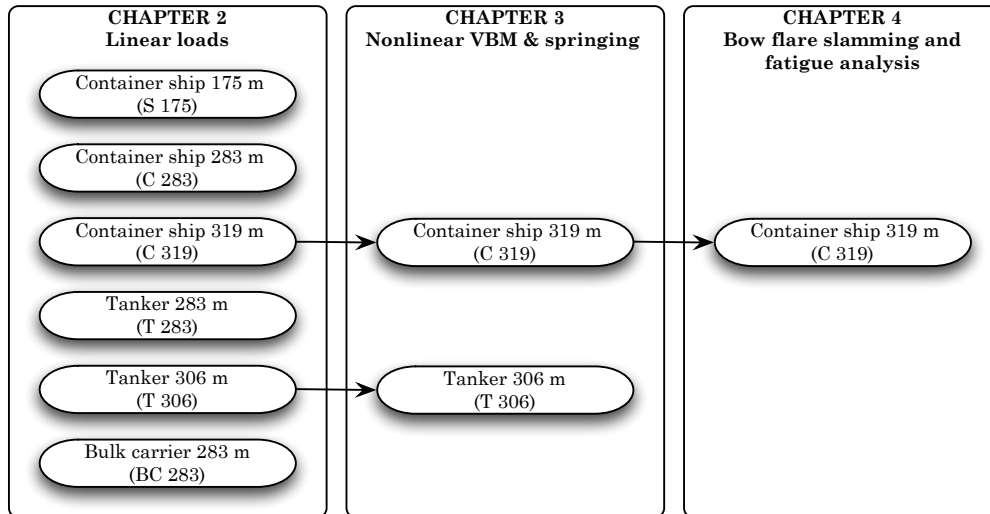 CHAPTER 2
Linear loads
Container ship 175 m
(S 175)
Container ship 283 m
(C 283)
Container ship 319 m
(C 319)
Tanker 283 m
(T 283)
Tanker 306 m
(T 306)
Bulk carrier 283 m
(BC 283)
CHAPTER 3
Nonlinear VBM & springing
Container ship 319 m
(C 319)
Tanker 306 m
(T 306)
CHAPTER 4
Bow flare slamming and
fatigue analysis
Container ship 319 m
(C 319)